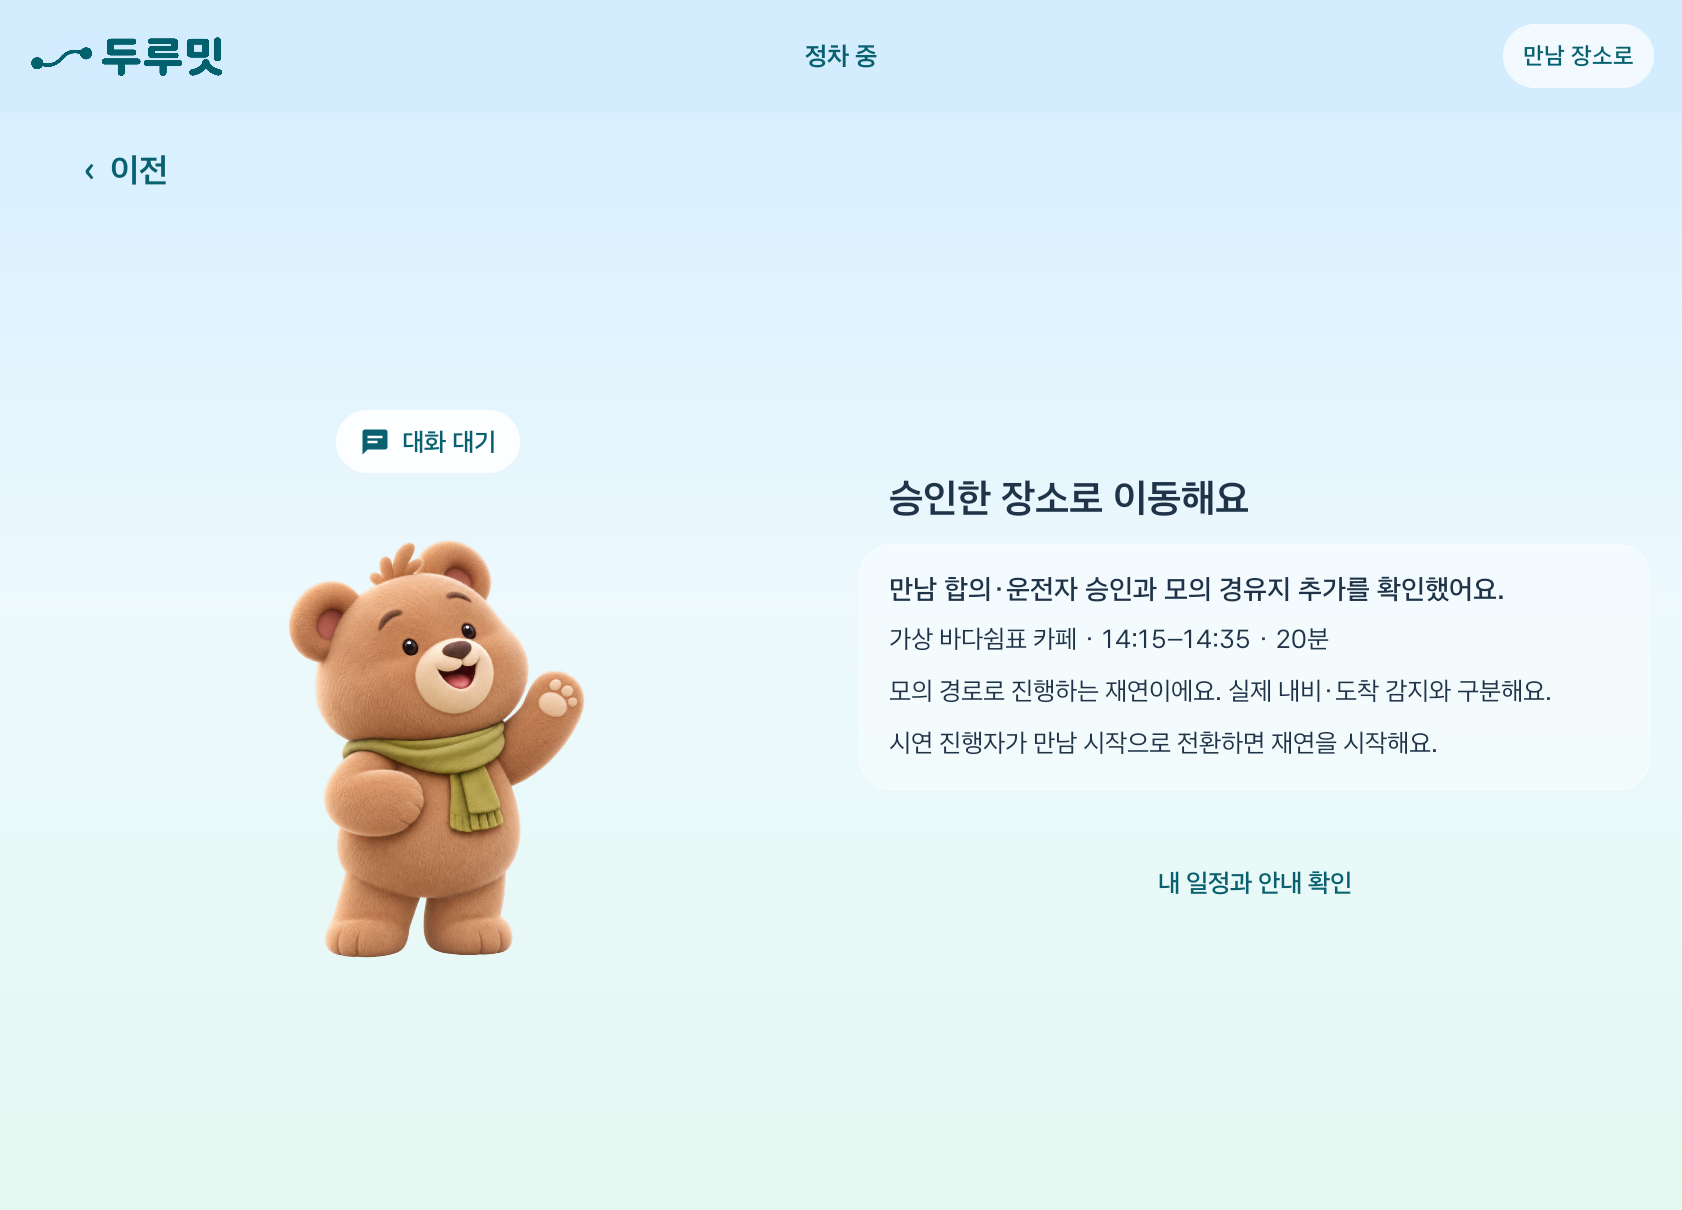 두루밋
정차 중
만남 장소로
‹ 이전
대화 대기
승인한 장소로 이동해요
만남 합의·운전자 승인과 모의 경유지 추가를 확인했어요.
가상 바다쉼표 카페 · 14:15–14:35 · 20분
모의 경로로 진행하는 재연이에요. 실제 내비·도착 감지와 구분해요.
시연 진행자가 만남 시작으로 전환하면 재연을 시작해요.
내 일정과 안내 확인